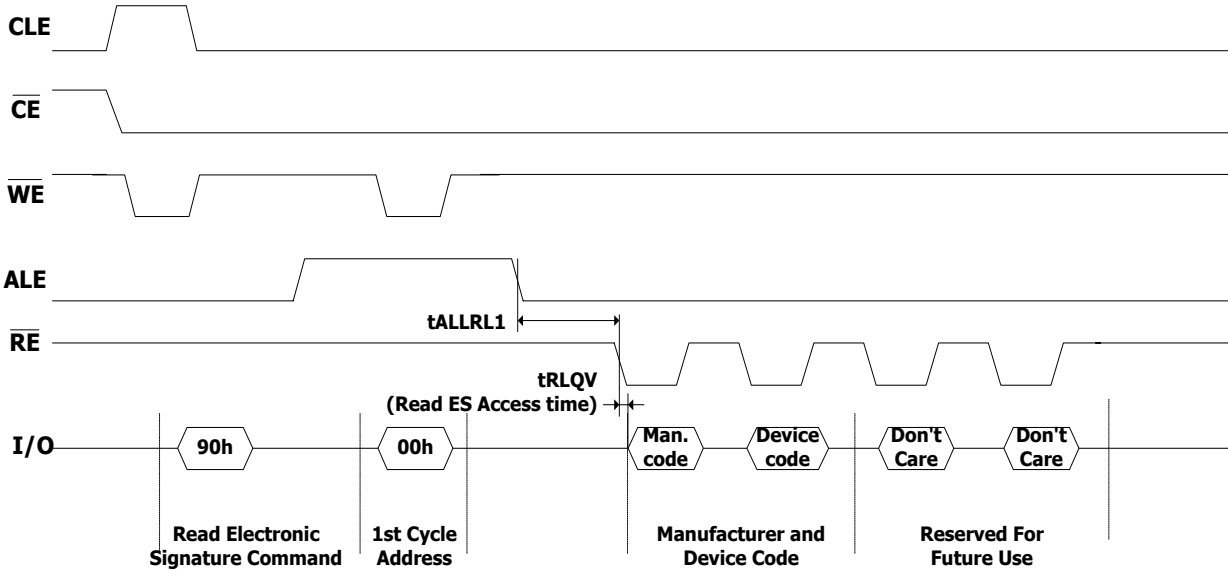 CLE
CE
WE
ALE
tALLRL1
RE
tRLQV
(Read ES Access time)
I/O
90h
00h
Man.
code
Device
code
Don't
Care
Don't
Care
Read Electronic
Signature Command
1st Cycle
Address
Manufacturer and
Device Code
Reserved For
Future Use